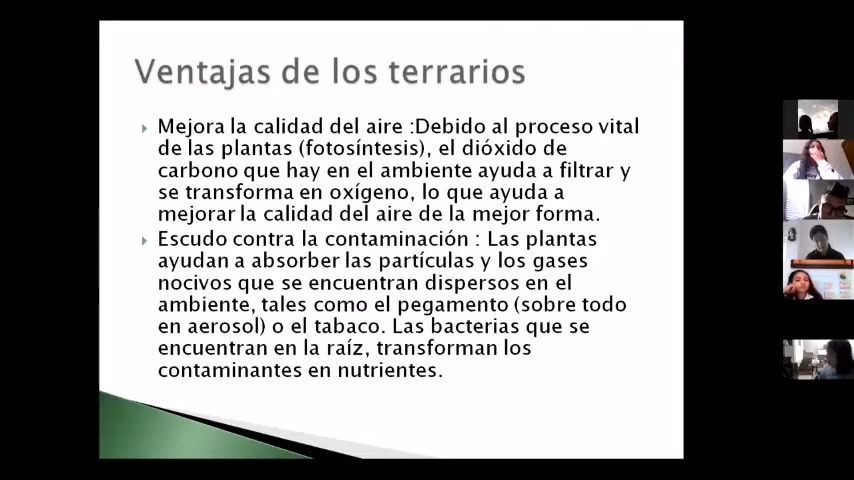 Ventajas de los terrarios
Mejora la calidad del aire :Debido al proceso vital
de las plantas (fotosíntesis), el dióxido de
carbono que hay en el ambiente ayuda a filtrar y
se transforma en oxígeno, lo que ayuda a
mejorar la calidad del aire de la mejor forma.
Escudo contra la contaminación : Las plantas
ayudan a absorber las partículas y los gases
nocivos que se encuentran dispersos en el
ambiente, tales como el pegamento (sobre todo
en aerosol) o el tabaco. Las bacterias que se
encuentran en la raíz, transforman los
contaminantes en nutrientes.